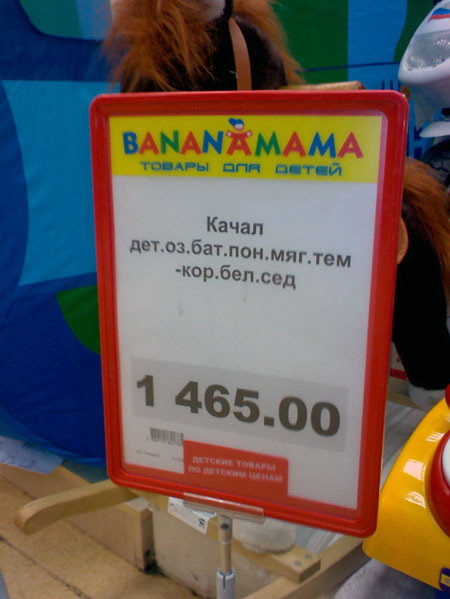 BANANAMAMA
ТОВАРЫ ДЛЯ ДЕТЕЙ
Качал
дет.оз.бат.пон.мяг.тем
-кор.бел.сед
1 465.00
ДЕТСКИЕ ТОВАРЫ
ПО ДЕТСКИМ ЦЕНАМ